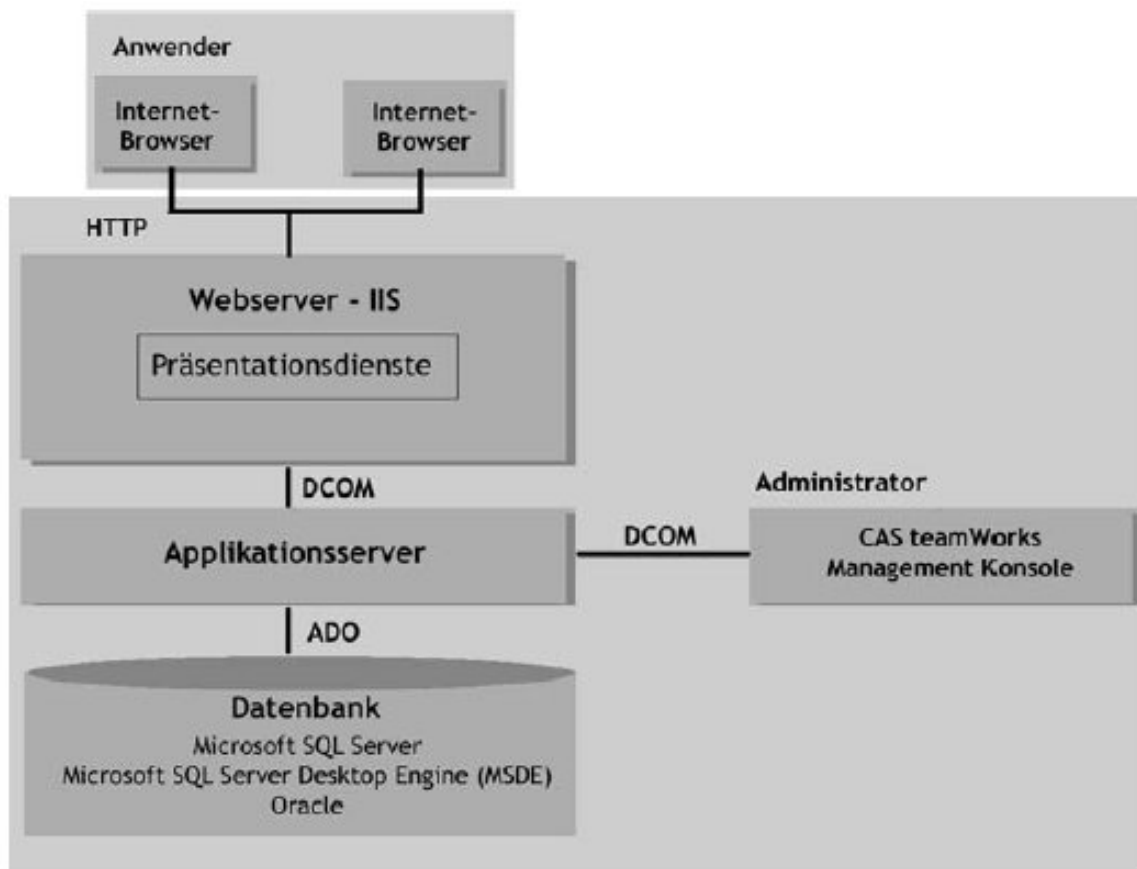 Anwender
Internet-
Browser
Internet-
Browser
HTTP
Webserver - IIS
Präsentationsdienste
DCOM
Applikationsserver
DCOM
Administrator
CAS teamWorks
Management Konsole
ADO
Datenbank
Microsoft SQL Server
Microsoft SQL Server Desktop Engine (MSDE)
Oracle